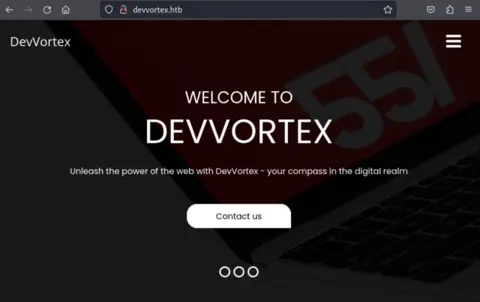 devvortex.htb
DevVortex
WELCOME TO
DEVVORTEX
Unleash the power of the web with DevVortex - your compass in the digital realm
Contact us